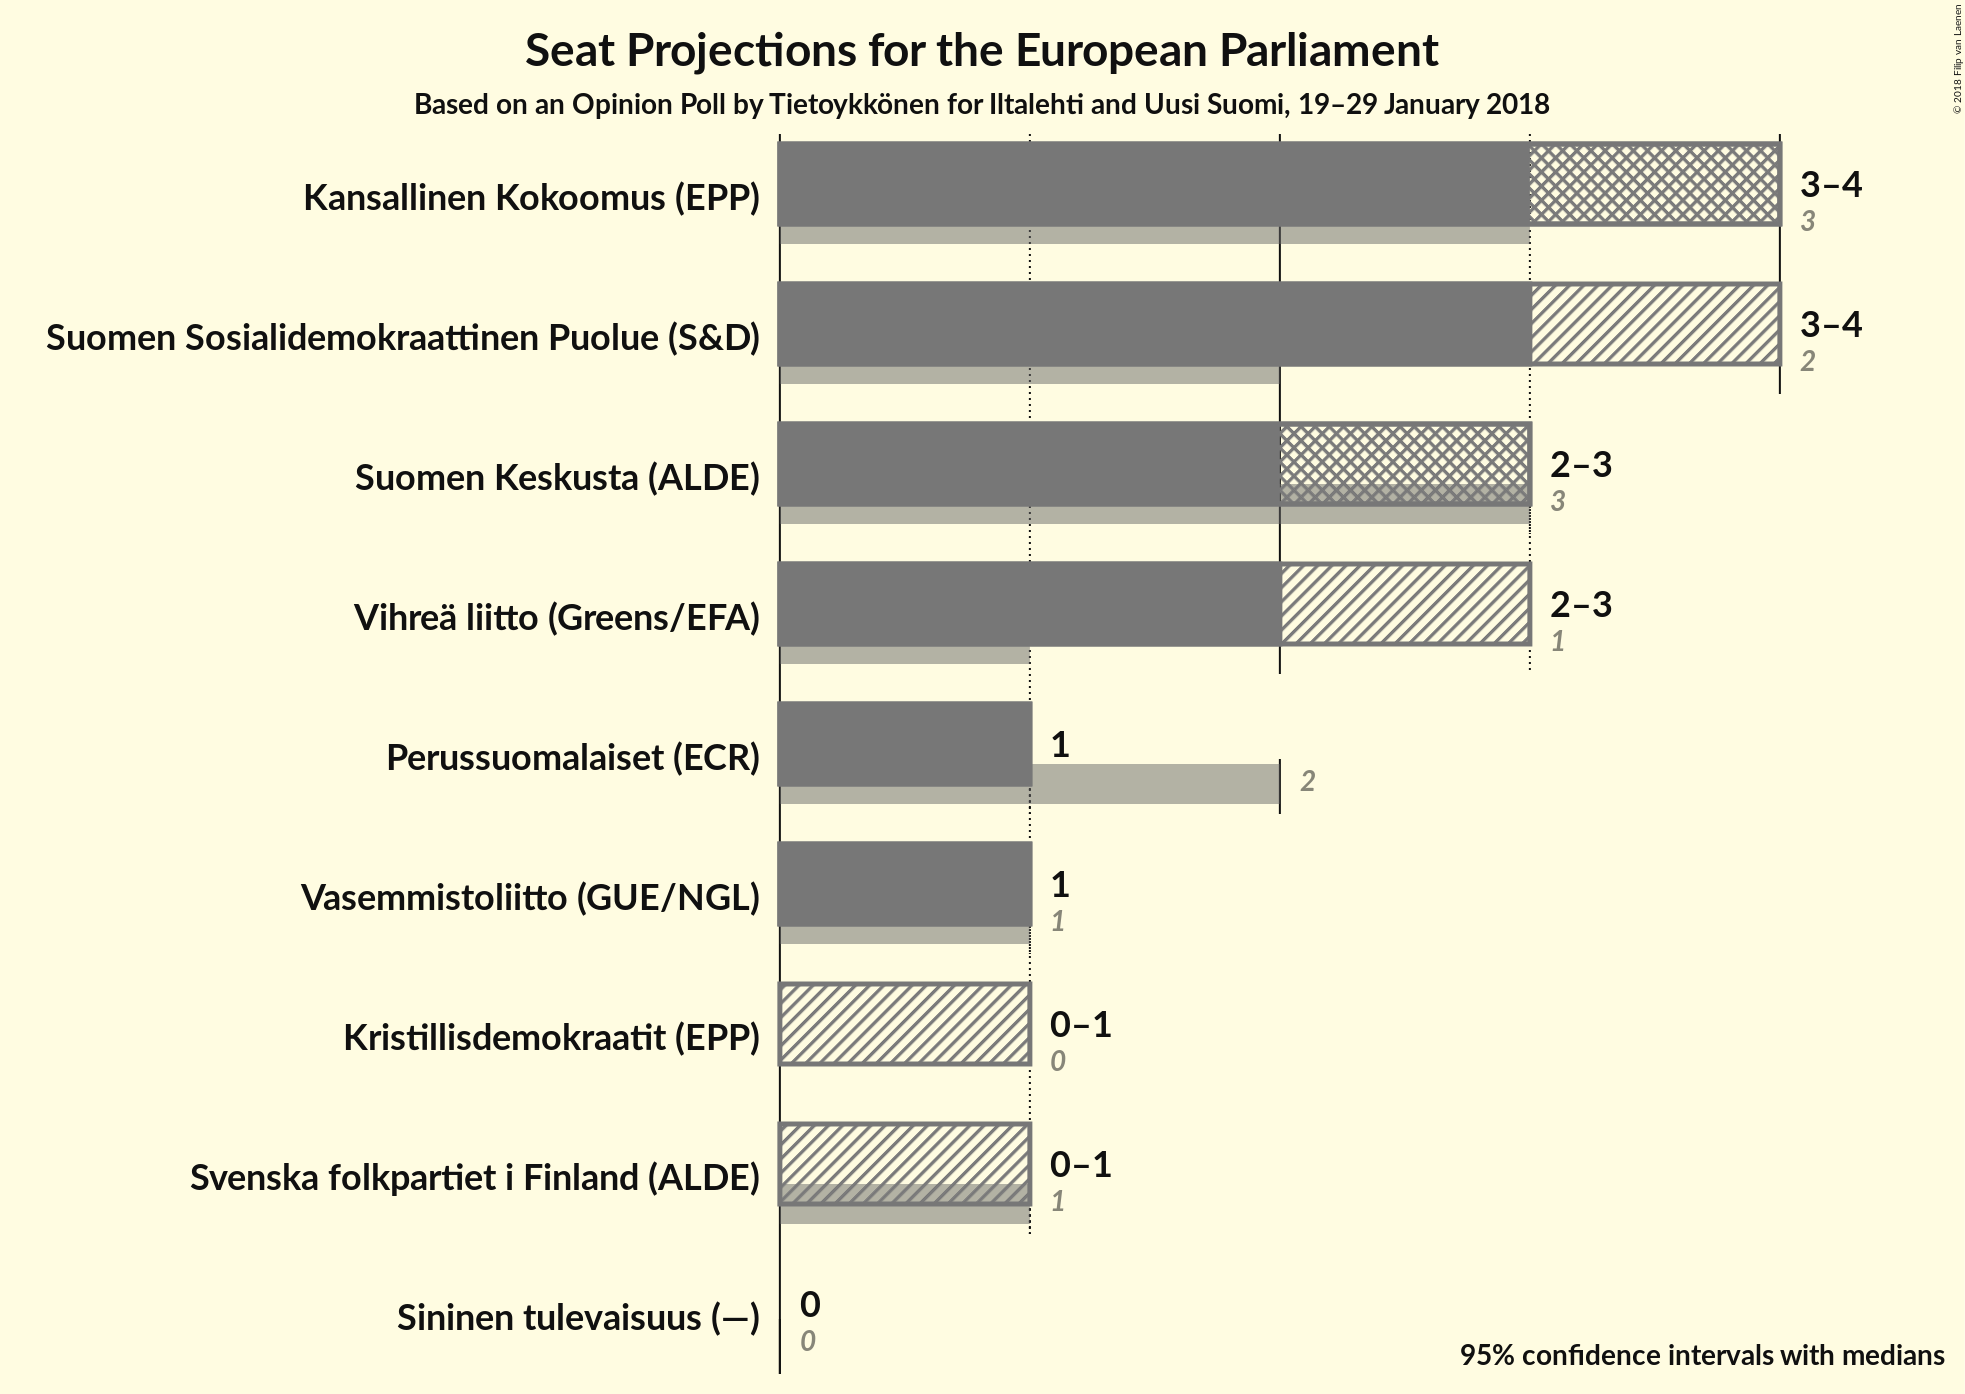 Seat Projections for the European Parliament
Based on an Opinion Poll by Tietoykkönen for Iltalehti and Uusi Suomi, 19–29 January 2018
© 2018 Filip van Laenen
Kansallinen Kokoomus (EPP)
3–4
3
Suomen Sosialidemokraattinen Puolue (S&D)
3–4
2
Suomen Keskusta (ALDE)
2–3
3
Vihreä liitto (Greens/EFA)
2–3
1
Perussuomalaiset (ECR)
1
2
Vasemmistoliitto (GUE/NGL)
1
1
Kristillisdemokraatit (EPP)
0–1
0
Svenska folkpartiet i Finland (ALDE)
0–1
1
Sininen tulevaisuus (—)
0
0
95% confidence intervals with medians